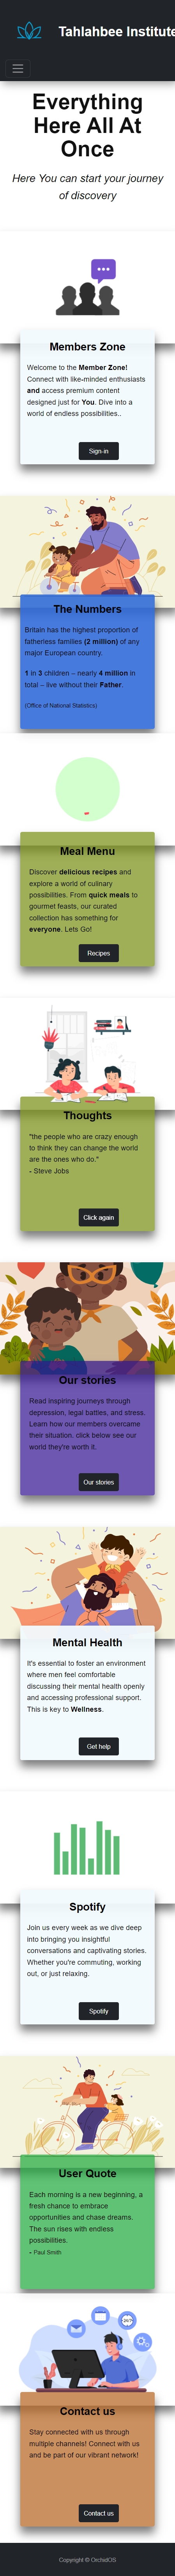 Tahlahbee Institute
Everything
Here All At
Once
Here You can start your journey
of discovery
Members Zone
Welcome to the Member Zone!
Connect with like-minded enthusiasts
and access premium content
designed just for You. Dive into a
world of endless possibilities..
Sign-in
The Numbers
Britain has the highest proportion of
fatherless families (2 million) of any
major European country.
1 in 3 children – nearly 4 million in
total – live without their Father.
(Office of National Statistics)
Meal Menu
Discover delicious recipes and
explore a world of culinary
possibilities. From quick meals to
gourmet feasts, our curated
collection has something for
everyone. Lets Go!
Recipes
Thoughts
"the people who are crazy enough
to think they can change the world
are the ones who do."
- Steve Jobs
Click again
Our stories
Read inspiring journeys through
depression, legal battles, and stress.
Learn how our members overcame
their situation. click below see our
world they're worth it.
Our stories
Mental Health
It's essential to foster an environment
where men feel comfortable
discussing their mental health openly
and accessing professional support.
This is key to Wellness.
Get help
Spotify
Join us every week as we dive deep
into bringing you insightful
conversations and captivating stories.
Whether you're commuting, working
out, or just relaxing.
Spotify
User Quote
Each morning is a new beginning, a
fresh chance to embrace
opportunities and chase dreams.
The sun rises with endless
possibilities.
- Paul Smith
Contact us
Stay connected with us through
multiple channels! Connect with us
and be part of our vibrant network!
Contact us
Copyright © OrchidOS